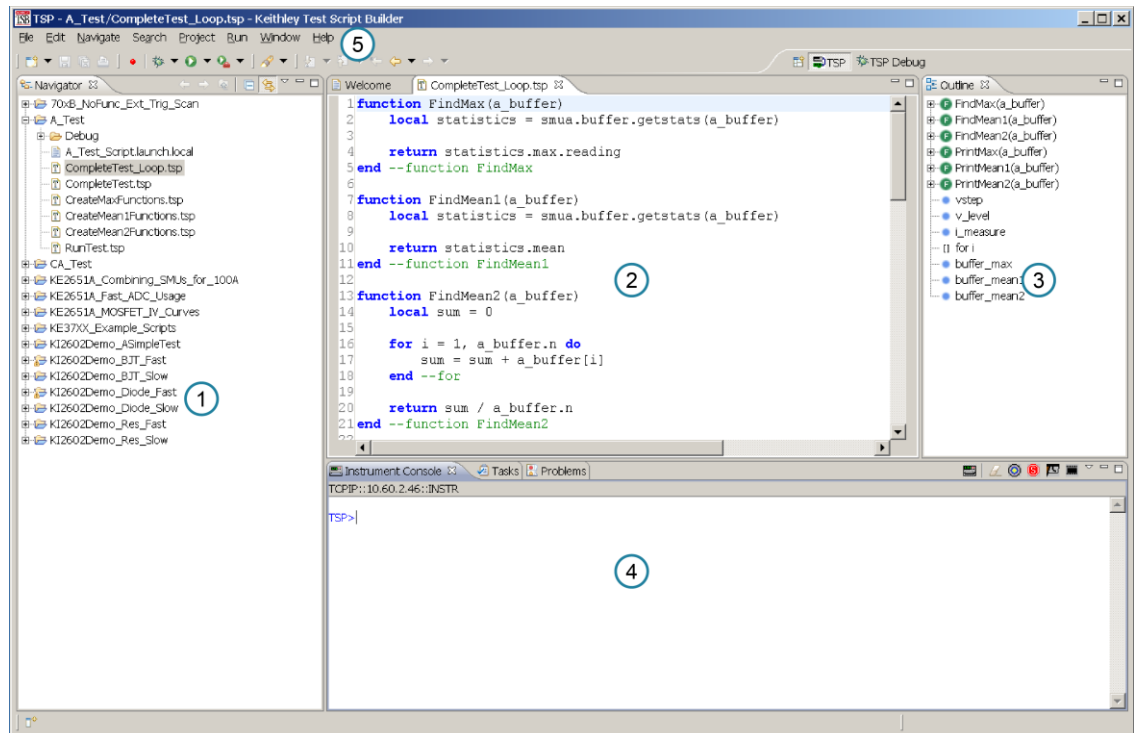 TSP - A_Test/CompleteTest_Loop.tsp - Keithley Test Script Builder
File Edit Navigate Search Project Run Window Help
5
TSP TSP Debug
Navigator
70xB_NoFunc_Ext_Trig_Scan
A_Test
Debug
A_Test_Script.launch.local
CompleteTest_Loop.tsp
CompleteTest.tsp
CreateMaxFunctions.tsp
CreateMean1Functions.tsp
CreateMean2Functions.tsp
RunTest.tsp
CA_Test
KE2651A_Combining_SMUs_for_100A
KE2651A_Fast_ADC_Usage
KE2651A_MOSFET_IV_Curves
KE37XX_Example_Scripts
KI2602Demo_ASimpleTest
KI2602Demo_BJT_Fast
KI2602Demo_BJT_Slow
KI2602Demo_Diode_Fast
KI2602Demo_Diode_Slow
KI2602Demo_Res_Fast
KI2602Demo_Res_Slow
1
Welcome CompleteTest_Loop.tsp
1 function FindMax(a_buffer)
2 local statistics = smua.buffer.getstats(a_buffer)
3
4 return statistics.max.reading
5 end --function FindMax
6
7 function FindMean1(a_buffer)
8 local statistics = smua.buffer.getstats(a_buffer)
9
10 return statistics.mean
11 end --function FindMean1
12
13 function FindMean2(a_buffer)
14 local sum = 0
15
16 for i = 1, a_buffer.n do
17 sum = sum + a_buffer[i]
18 end --for
19
20 return sum / a_buffer.n
21 end --function FindMean2
22
2
Outline
FindMax(a_buffer)
FindMean1(a_buffer)
FindMean2(a_buffer)
PrintMax(a_buffer)
PrintMean1(a_buffer)
PrintMean2(a_buffer)
vstep
v_level
i_measure
for i
buffer_max
buffer_mean1
buffer_mean2
3
Instrument Console Tasks Problems
TCPIP::10.60.2.46::INSTR
TSP>
4